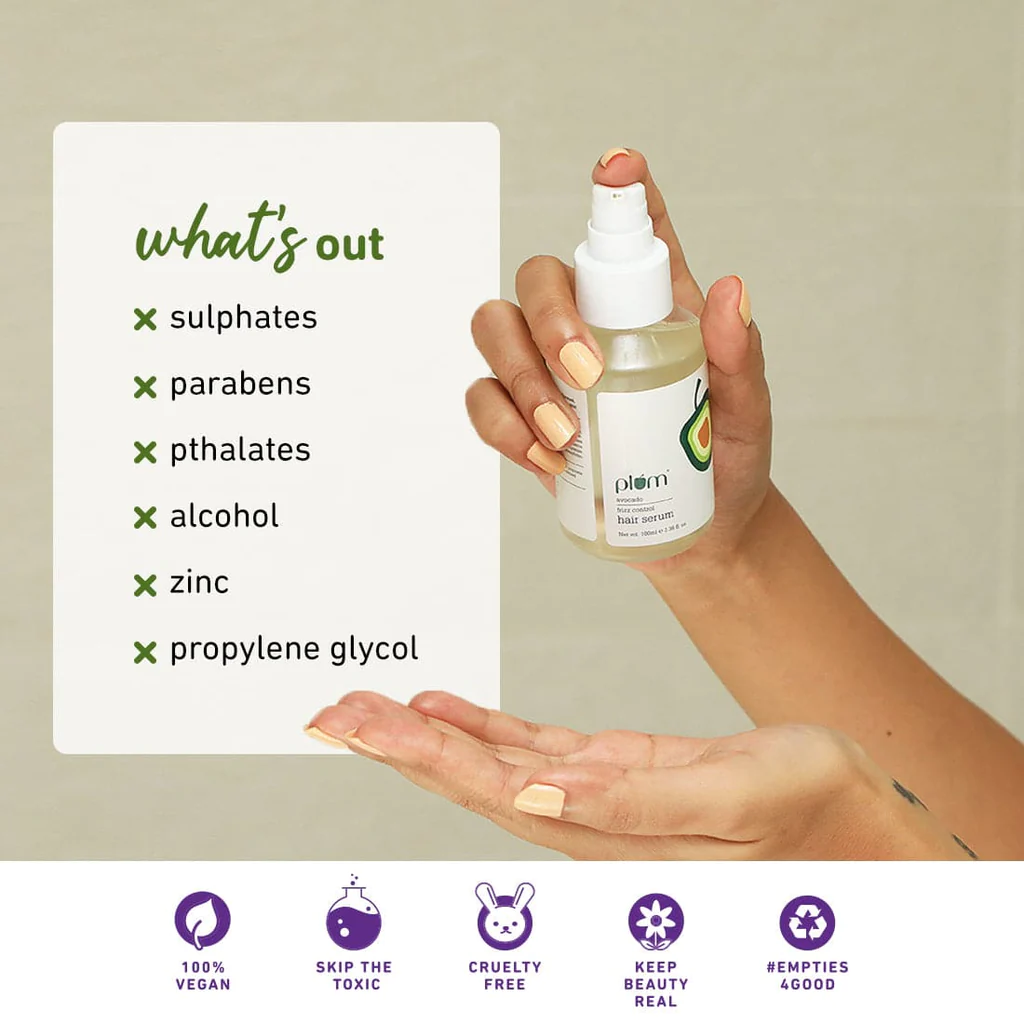 what's out
sulphates
parabens
pthalates
alcohol
zinc
propylene glycol
plum
avocado
frizz control
hair serum
100% VEGAN
SKIP THE TOXIC
CRUELTY FREE
KEEP BEAUTY REAL
#EMPTIES 4GOOD